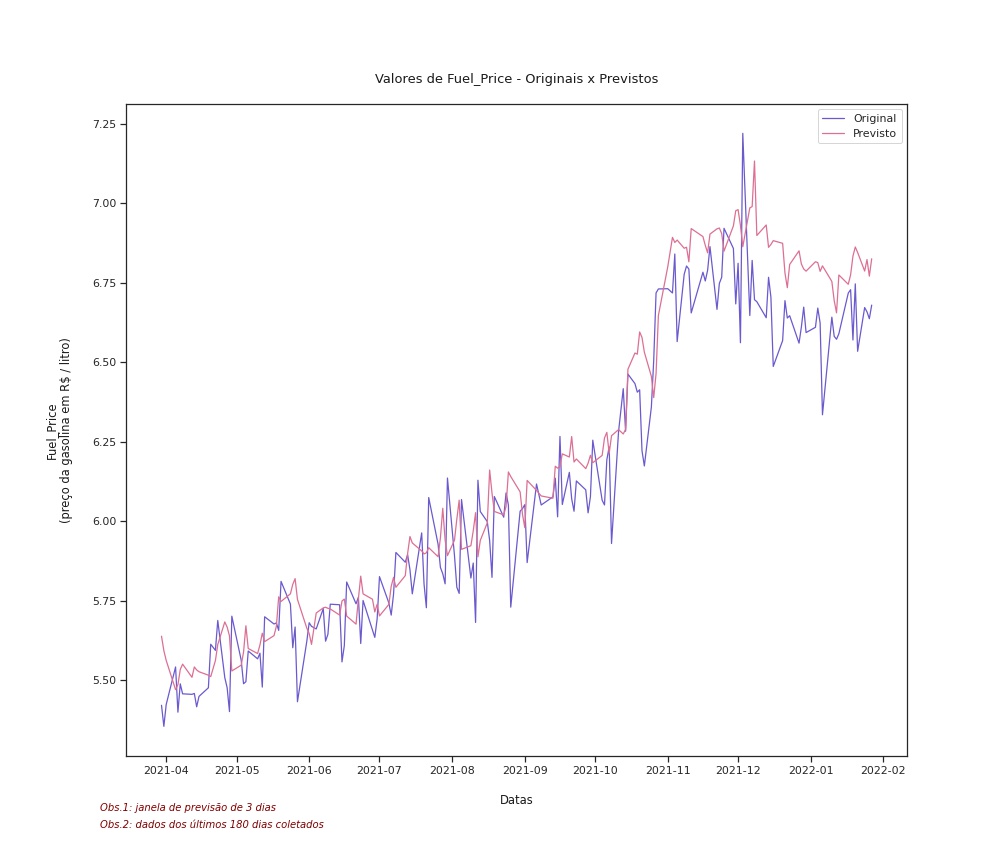 Valores de Fuel_Price - Originais x Previstos
Original
Previsto
7.25
7.00
6.75
6.50
6.25
6.00
5.75
5.50
Fuel_Price
(preço da gasolina em R$ / litro)
2021-04
2021-05
2021-06
2021-07
2021-08
2021-09
2021-10
2021-11
2021-12
2022-01
2022-02
Datas
Obs.1: janela de previsão de 3 dias
Obs.2: dados dos últimos 180 dias coletados